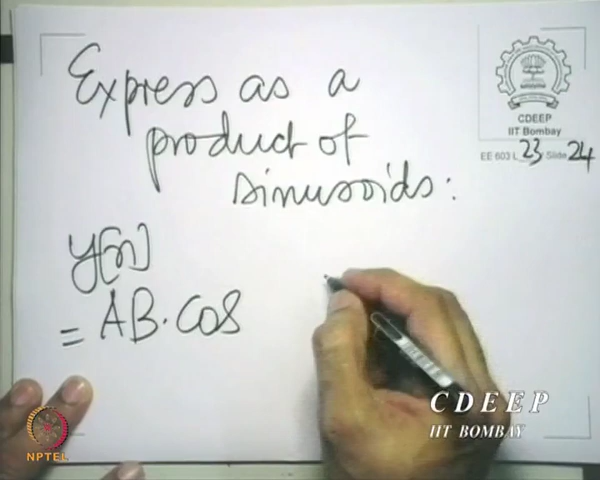 Express as a
product of
sinusoids:
y[n]
= AB. Cos
CDEEP
IIT Bombay
EE 603 L 23 Slide 24
CDEEP
IIT BOMBAY
NPTEL